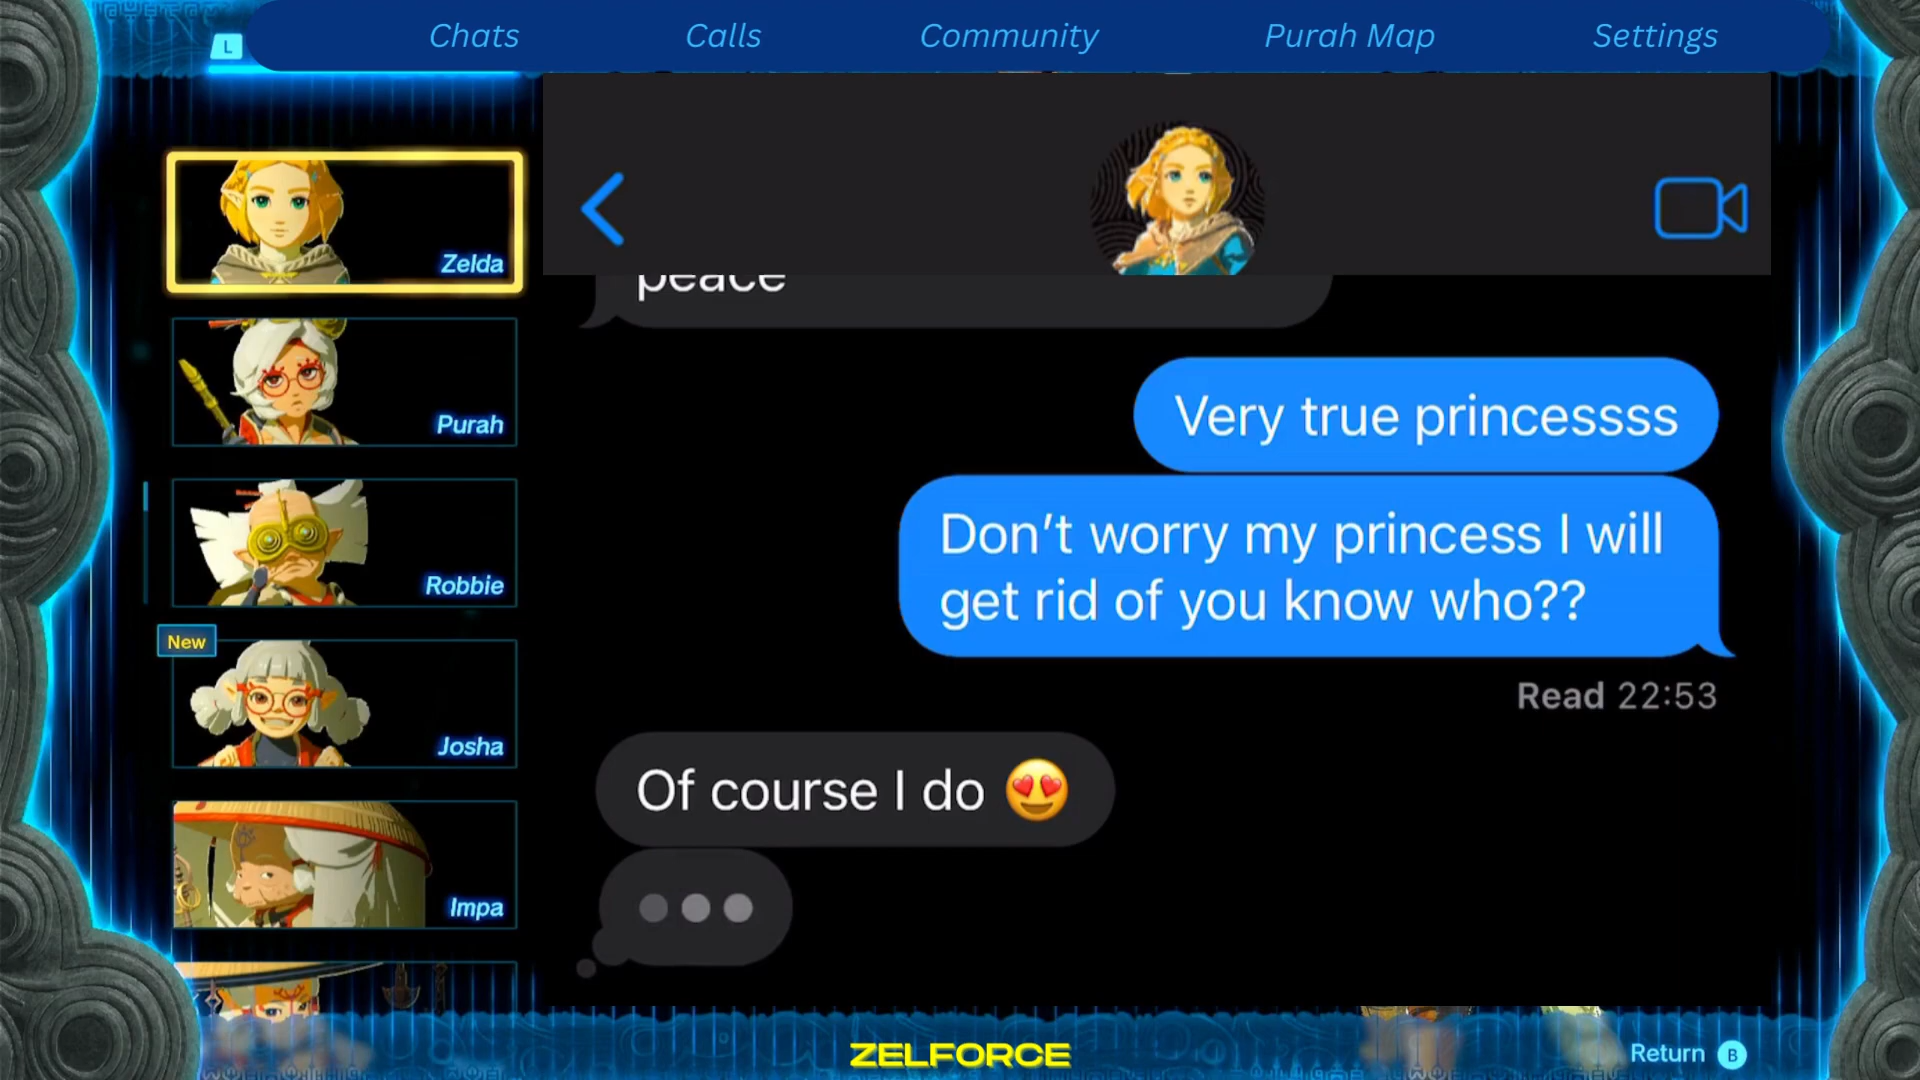 Chats
Calls
Community
Purah Map
Settings
L
Zelda
Purah
Robbie
New
Josha
Impa
peace
Very true princessss
Don’t worry my princess I will
get rid of you know who??
Read 22:53
Of course I do 😍
ZELFORCE
Return B